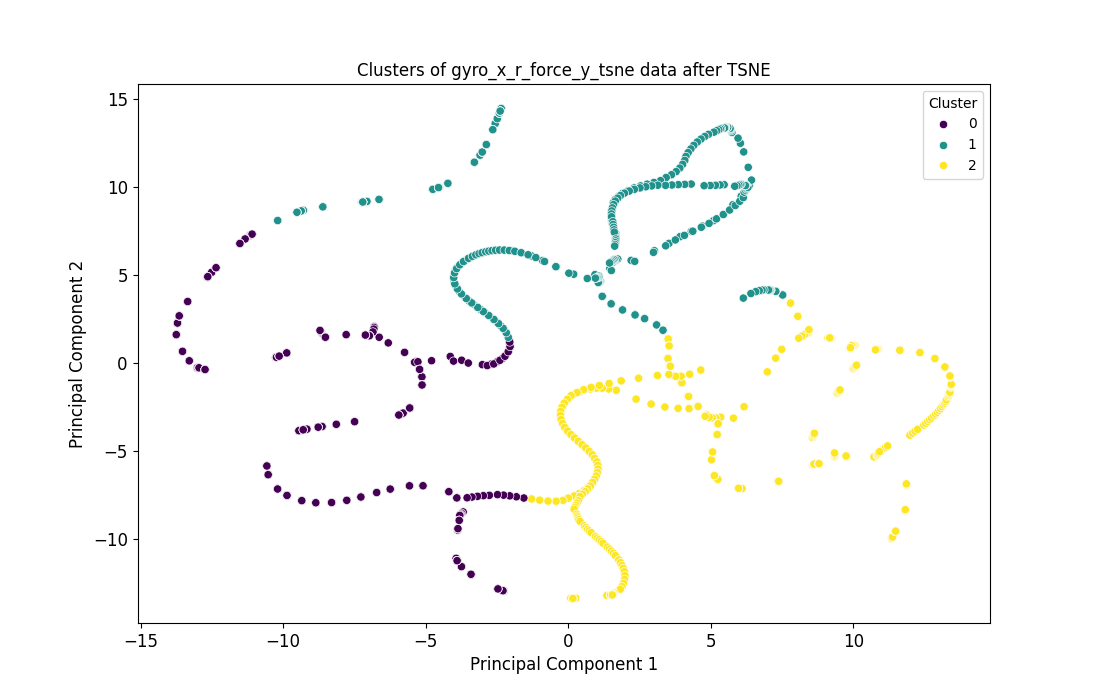 Clusters of gyro_x_r_force_y_tsne data after TSNE
Cluster
0
1
2
Principal Component 2
15
10
5
0
−5
−10
−15 −10 −5 0 5 10
Principal Component 1